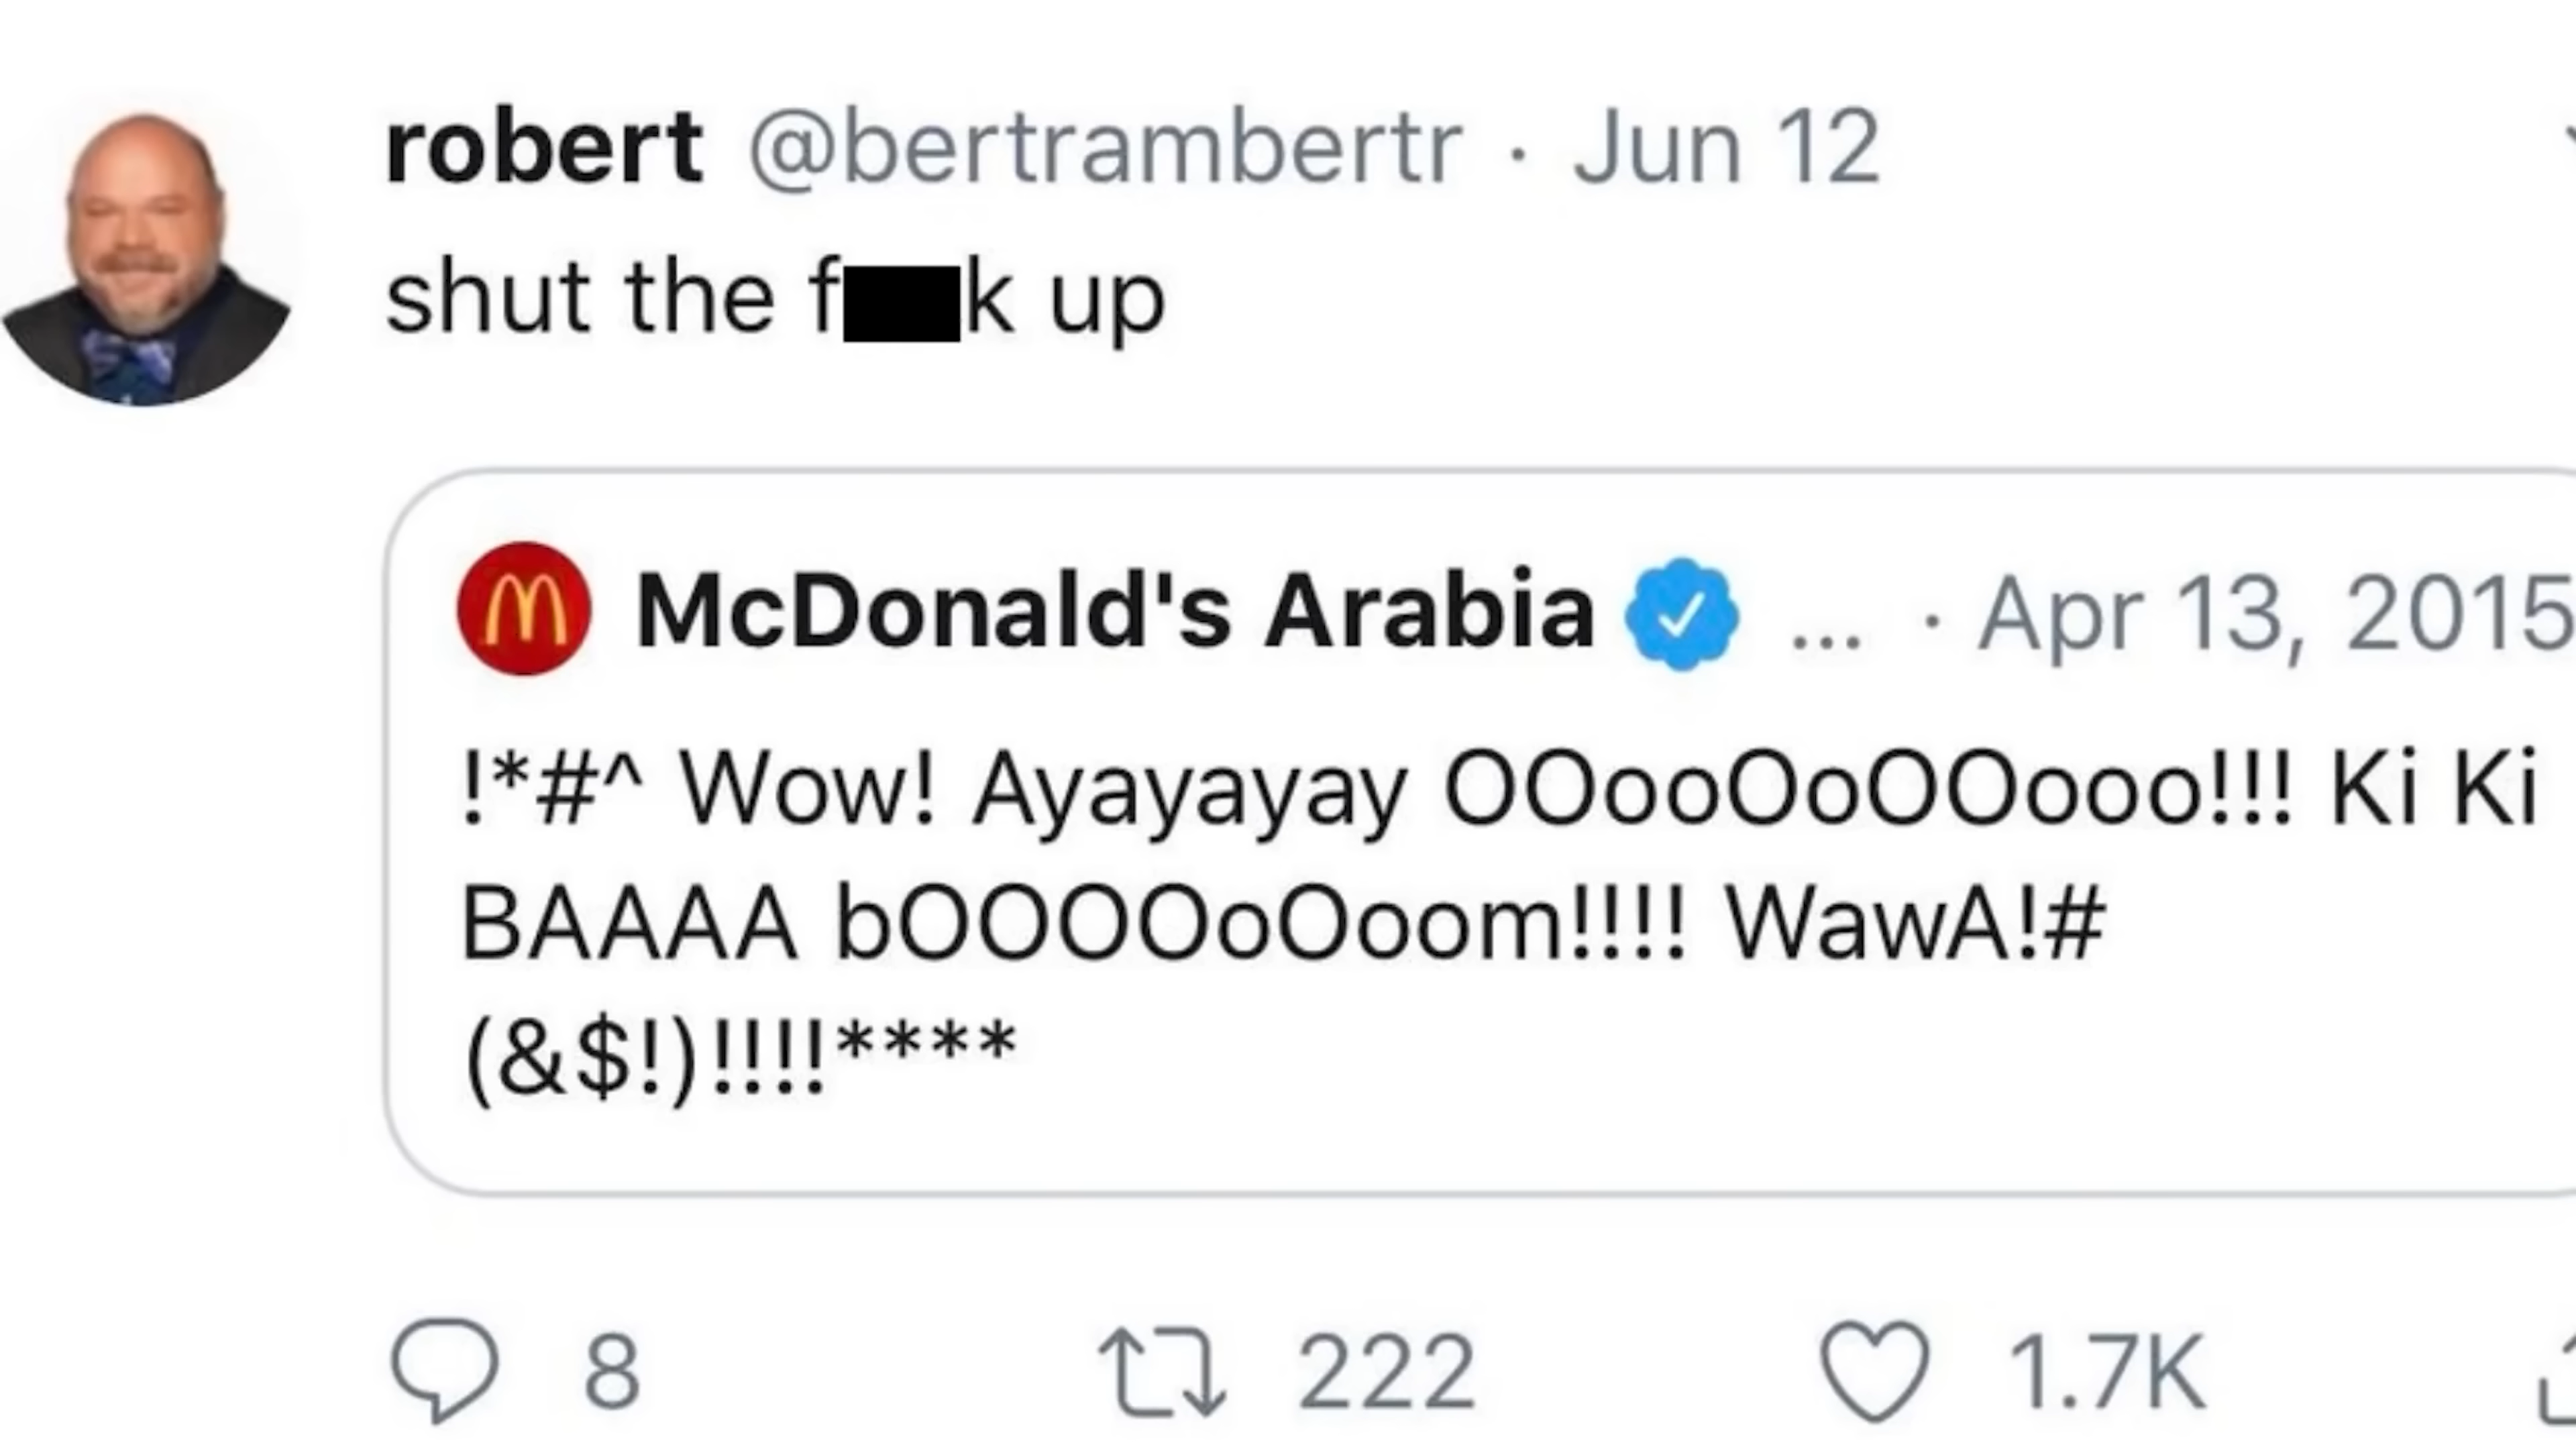 robert @bertrambertr · Jun 12
shut the f██k up
McDonald's Arabia ... · Apr 13, 2015
!*#^ Wow! Ayayayay OOooOoOOooo!!! Ki Ki
BAAAA bOOOOoOoom!!!! WawA!#
(&$!)!!!!****
8 222 1.7K